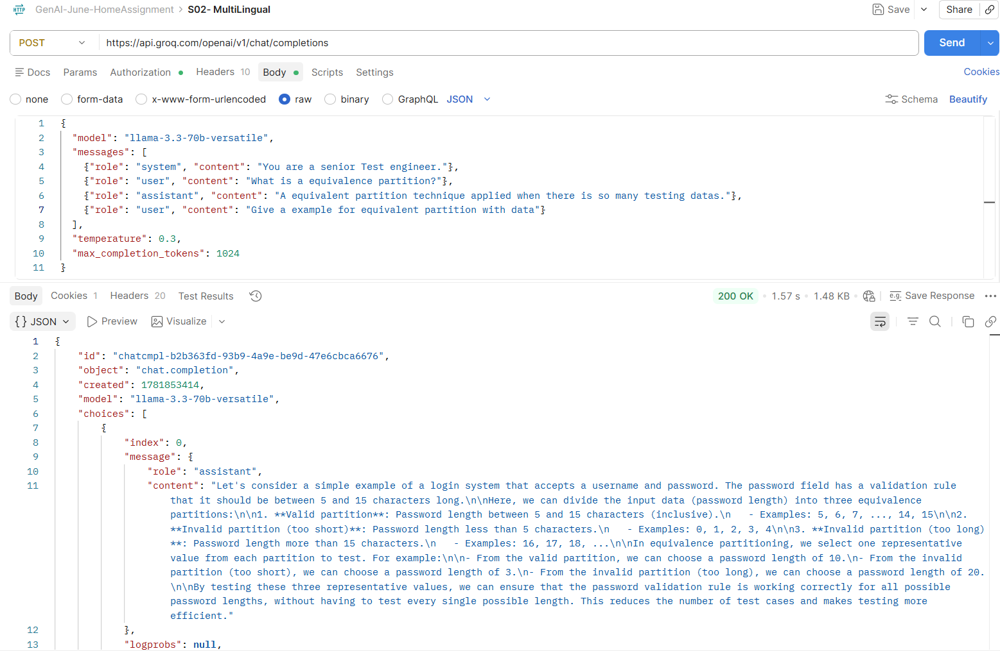 HTTP GenAI-June-HomeAssignment > S02- MultiLingual Save Share
POST https://api.groq.com/openai/v1/chat/completions Send
Docs Params Authorization Headers 10 Body Scripts Settings Cookies
none form-data x-www-form-urlencoded raw binary GraphQL JSON Schema Beautify
1 {
2 "model": "llama-3.3-70b-versatile",
3 "messages": [
4 {"role": "system", "content": "You are a senior Test engineer."},
5 {"role": "user", "content": "What is a equivalence partition?"},
6 {"role": "assistant", "content": "A equivalent partition technique applied when there is so many testing datas."},
7 {"role": "user", "content": "Give a example for equivalent partition with data"}
8 ],
9 "temperature": 0.3,
10 "max_completion_tokens": 1024
11 }
Body Cookies 1 Headers 20 Test Results 200 OK • 1.57 s • 1.48 KB • e.g. Save Response
{} JSON Preview Visualize
1 {
2 "id": "chatcmpl-b2b363fd-93b9-4a9e-be9d-47e6cbca6676",
3 "object": "chat.completion",
4 "created": 1781853414,
5 "model": "llama-3.3-70b-versatile",
6 "choices": [
7 {
8 "index": 0,
9 "message": {
10 "role": "assistant",
11 "content": "Let's consider a simple example of a login system that accepts a username and password. The password field has a validation rule
that it should be between 5 and 15 characters long.\n\nHere, we can divide the input data (password length) into three equivalence
partitions:\n\n1. **Valid partition**: Password length between 5 and 15 characters (inclusive).\n   - Examples: 5, 6, 7, ..., 14, 15\n\n2.
**Invalid partition (too short)**: Password length less than 5 characters.\n   - Examples: 0, 1, 2, 3, 4\n\n3. **Invalid partition (too long)
**: Password length more than 15 characters.\n   - Examples: 16, 17, 18, ...\n\nIn equivalence partitioning, we select one representative
value from each partition to test. For example:\n\n- From the valid partition, we can choose a password length of 10.\n- From the invalid
partition (too short), we can choose a password length of 3.\n- From the invalid partition (too long), we can choose a password length of 20.
\n\nBy testing these three representative values, we can ensure that the password validation rule is working correctly for all possible
password lengths, without having to test every single possible length. This reduces the number of test cases and makes testing more
efficient."
12 },
13 "logprobs": null,